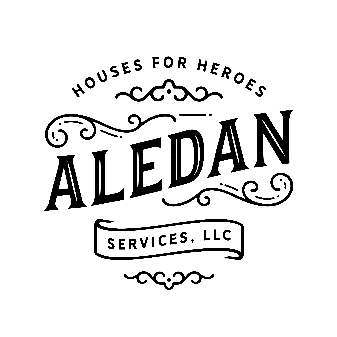 HOUSES FOR HEROES
ALEDAN
SERVICES, LLC